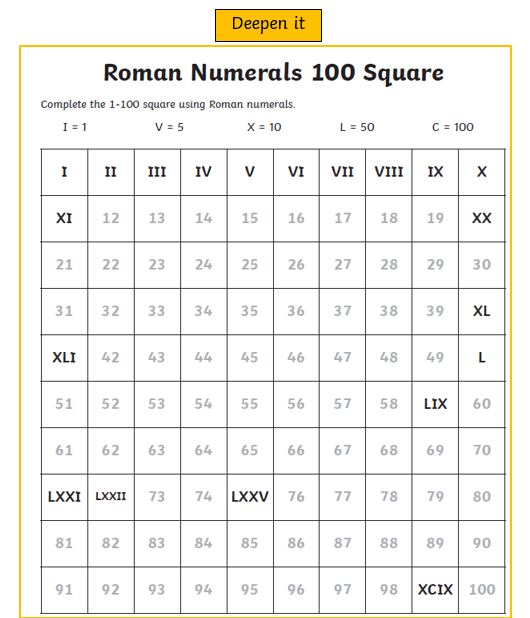 Deepen it
Roman Numerals 100 Square
Complete the 1-100 square using Roman numerals.
I = 1 V = 5 X = 10 L = 50 C = 100
I II III IV V VI VII VIII IX X
XI 12 13 14 15 16 17 18 19 XX
21 22 23 24 25 26 27 28 29 30
31 32 33 34 35 36 37 38 39 XL
XLI 42 43 44 45 46 47 48 49 L
51 52 53 54 55 56 57 58 LIX 60
61 62 63 64 65 66 67 68 69 70
LXXI LXXII 73 74 LXXV 76 77 78 79 80
81 82 83 84 85 86 87 88 89 90
91 92 93 94 95 96 97 98 XCIX 100